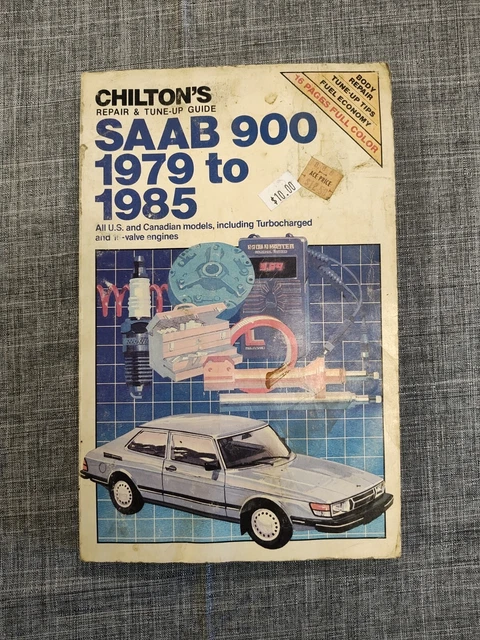 CHILTON'S
REPAIR & TUNE-UP GUIDE
SAAB 900
1979 to
1985
All U.S. and Canadian models, including Turbocharged
and -valve engines
BODY
REPAIR
TUNE-UP TIPS
FUEL ECONOMY
16 PAGES FULL COLOR
$10.00
PRICE